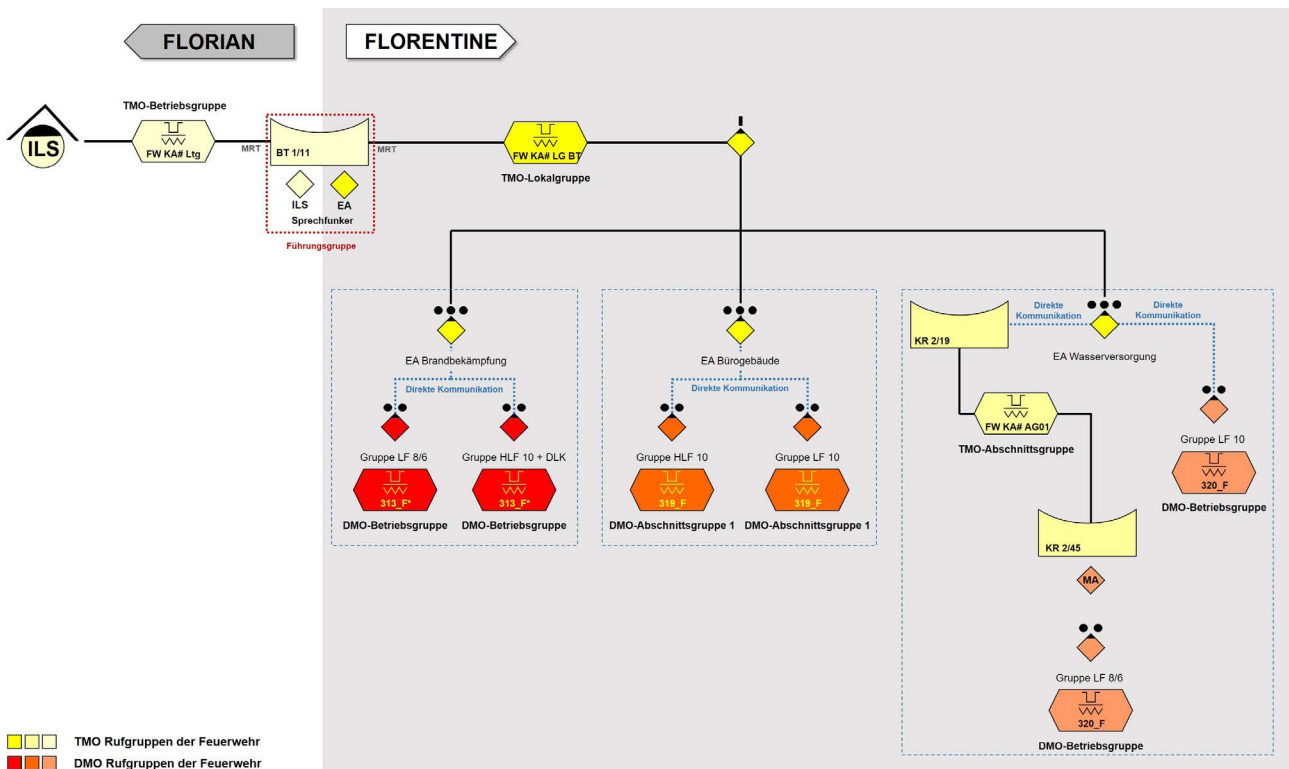 FLORIAN
FLORENTINE
TMO-Betriebsgruppe
ILS
FW KA# Ltg
MRT
BT 1/11
MRT
ILS
EA
Sprechfunker
Führungsgruppe
FW KA# LG BT
TMO-Lokalgruppe
EA Brandbekämpfung
Direkte Kommunikation
Gruppe LF 8/6
Gruppe HLF 10 + DLK
313_F*
313_F*
DMO-Betriebsgruppe
DMO-Betriebsgruppe
EA Bürogebäude
Direkte Kommunikation
Gruppe HLF 10
Gruppe LF 10
319_F
319_F
DMO-Abschnittsgruppe 1
DMO-Abschnittsgruppe 1
Direkte
Kommunikation
Direkte
Kommunikation
KR 2/19
EA Wasserversorgung
FW KA# AG01
TMO-Abschnittsgruppe
Gruppe LF 10
320_F
DMO-Betriebsgruppe
KR 2/45
MA
Gruppe LF 8/6
320_F
DMO-Betriebsgruppe
TMO Rufgruppen der Feuerwehr
DMO Rufgruppen der Feuerwehr